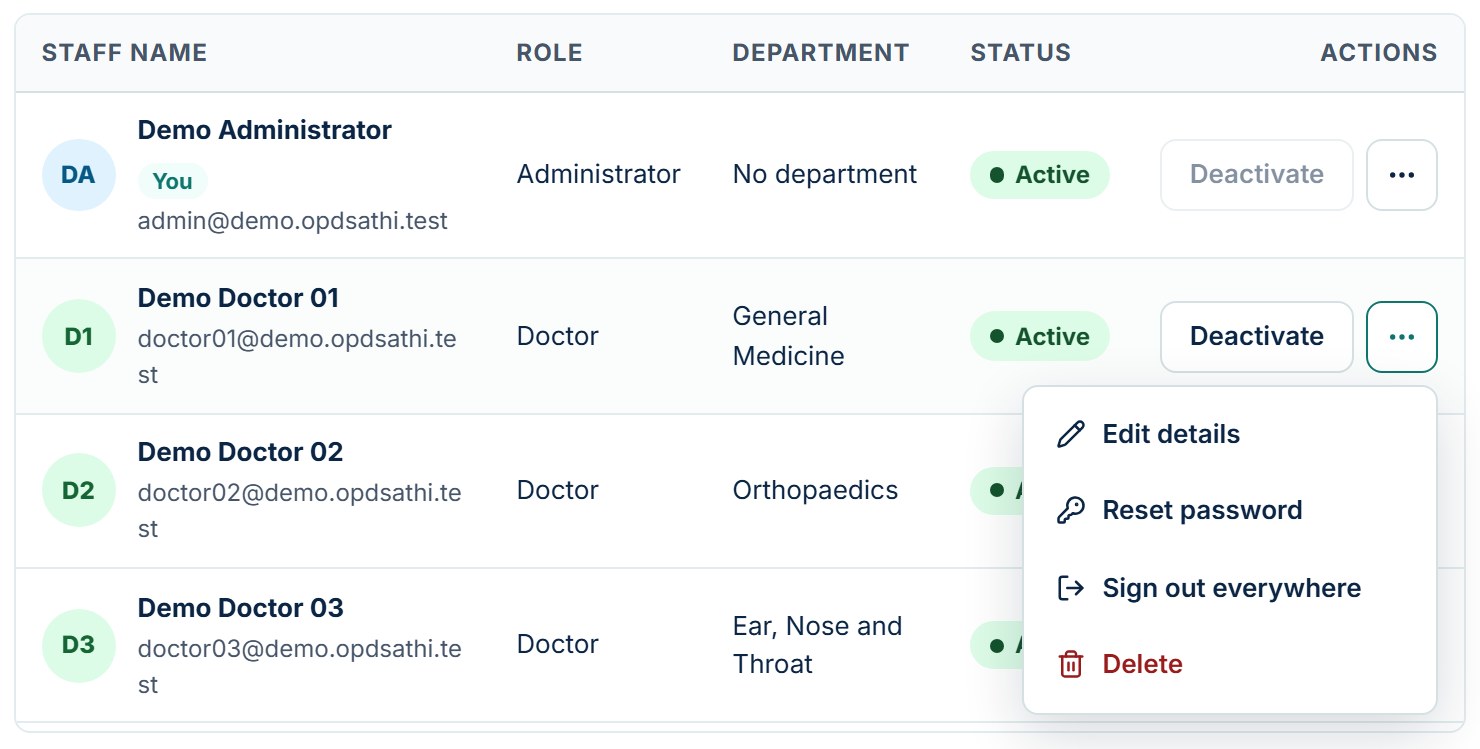 STAFF NAME ROLE DEPARTMENT STATUS ACTIONS
Demo Administrator
DA You Administrator No department Active Deactivate ...
admin@demo.opdsathi.test
Demo Doctor 01
D1 doctor01@demo.opdsathi.te Doctor General Active Deactivate ...
st Medicine
Demo Doctor 02
D2 doctor02@demo.opdsathi.te Doctor Orthopaedics
st
Demo Doctor 03
D3 doctor03@demo.opdsathi.te Doctor Ear, Nose and
st Throat
Edit details
Reset password
Sign out everywhere
Delete